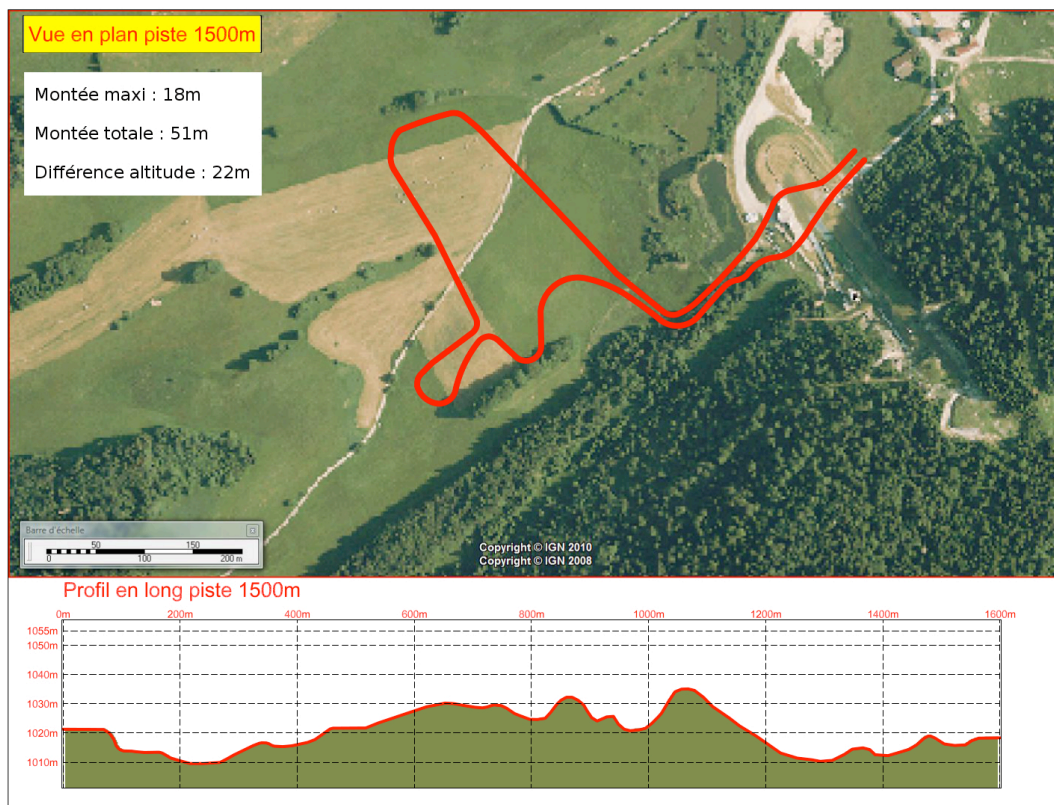 Vue en plan piste 1500m
Montée maxi : 18m
Montée totale : 51m
Différence altitude : 22m
Barre d'échelle
50 150
0 100 200 m
Copyright © IGN 2010
Copyright © IGN 2008
Profil en long piste 1500m
0m 200m 400m 600m 800m 1000m 1200m 1400m 1600m
1055m
1050m
1040m
1030m
1020m
1010m